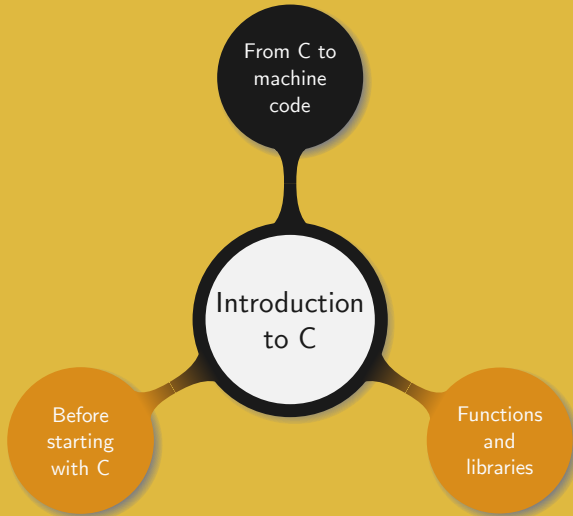 From C to
machine
code
Introduction
to C
Before
starting
with C
Functions
and
libraries